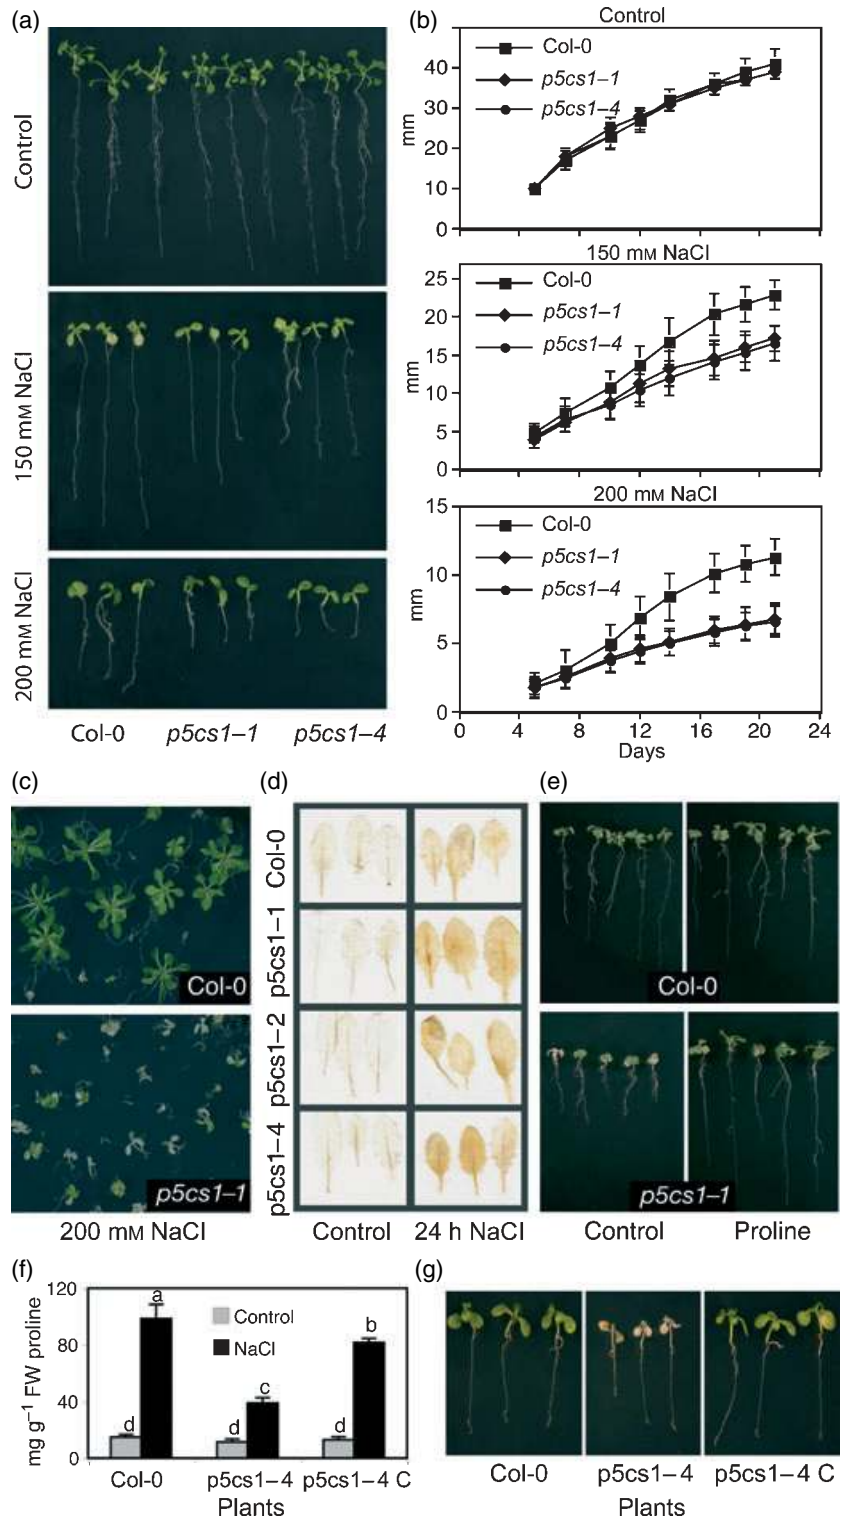 (a)
Control
150 mM NaCl
200 mM NaCl
Col-0 p5cs1–1 p5cs1–4
(b)
Control
mm
40
30
20
10
0
Col-0
p5cs1–1
p5cs1–4
150 mM NaCl
mm
25
20
15
10
5
0
Col-0
p5cs1–1
p5cs1–4
200 mM NaCl
mm
15
10
5
0
Col-0
p5cs1–1
p5cs1–4
0 4 8 12 16 20 24
Days
(c)
Col-0
p5cs1–1
200 mM NaCl
(d)
Col-0
p5cs1–1
p5cs1–2
p5cs1–4
Control 24 h NaCl
(e)
Col-0
p5cs1–1
Control Proline
(f)
mg g⁻¹ FW proline
120
80
40
0
Control
NaCl
d a
d c
d b
Col-0 p5cs1–4 p5cs1–4 C
Plants
(g)
Col-0 p5cs1–4 p5cs1–4 C
Plants